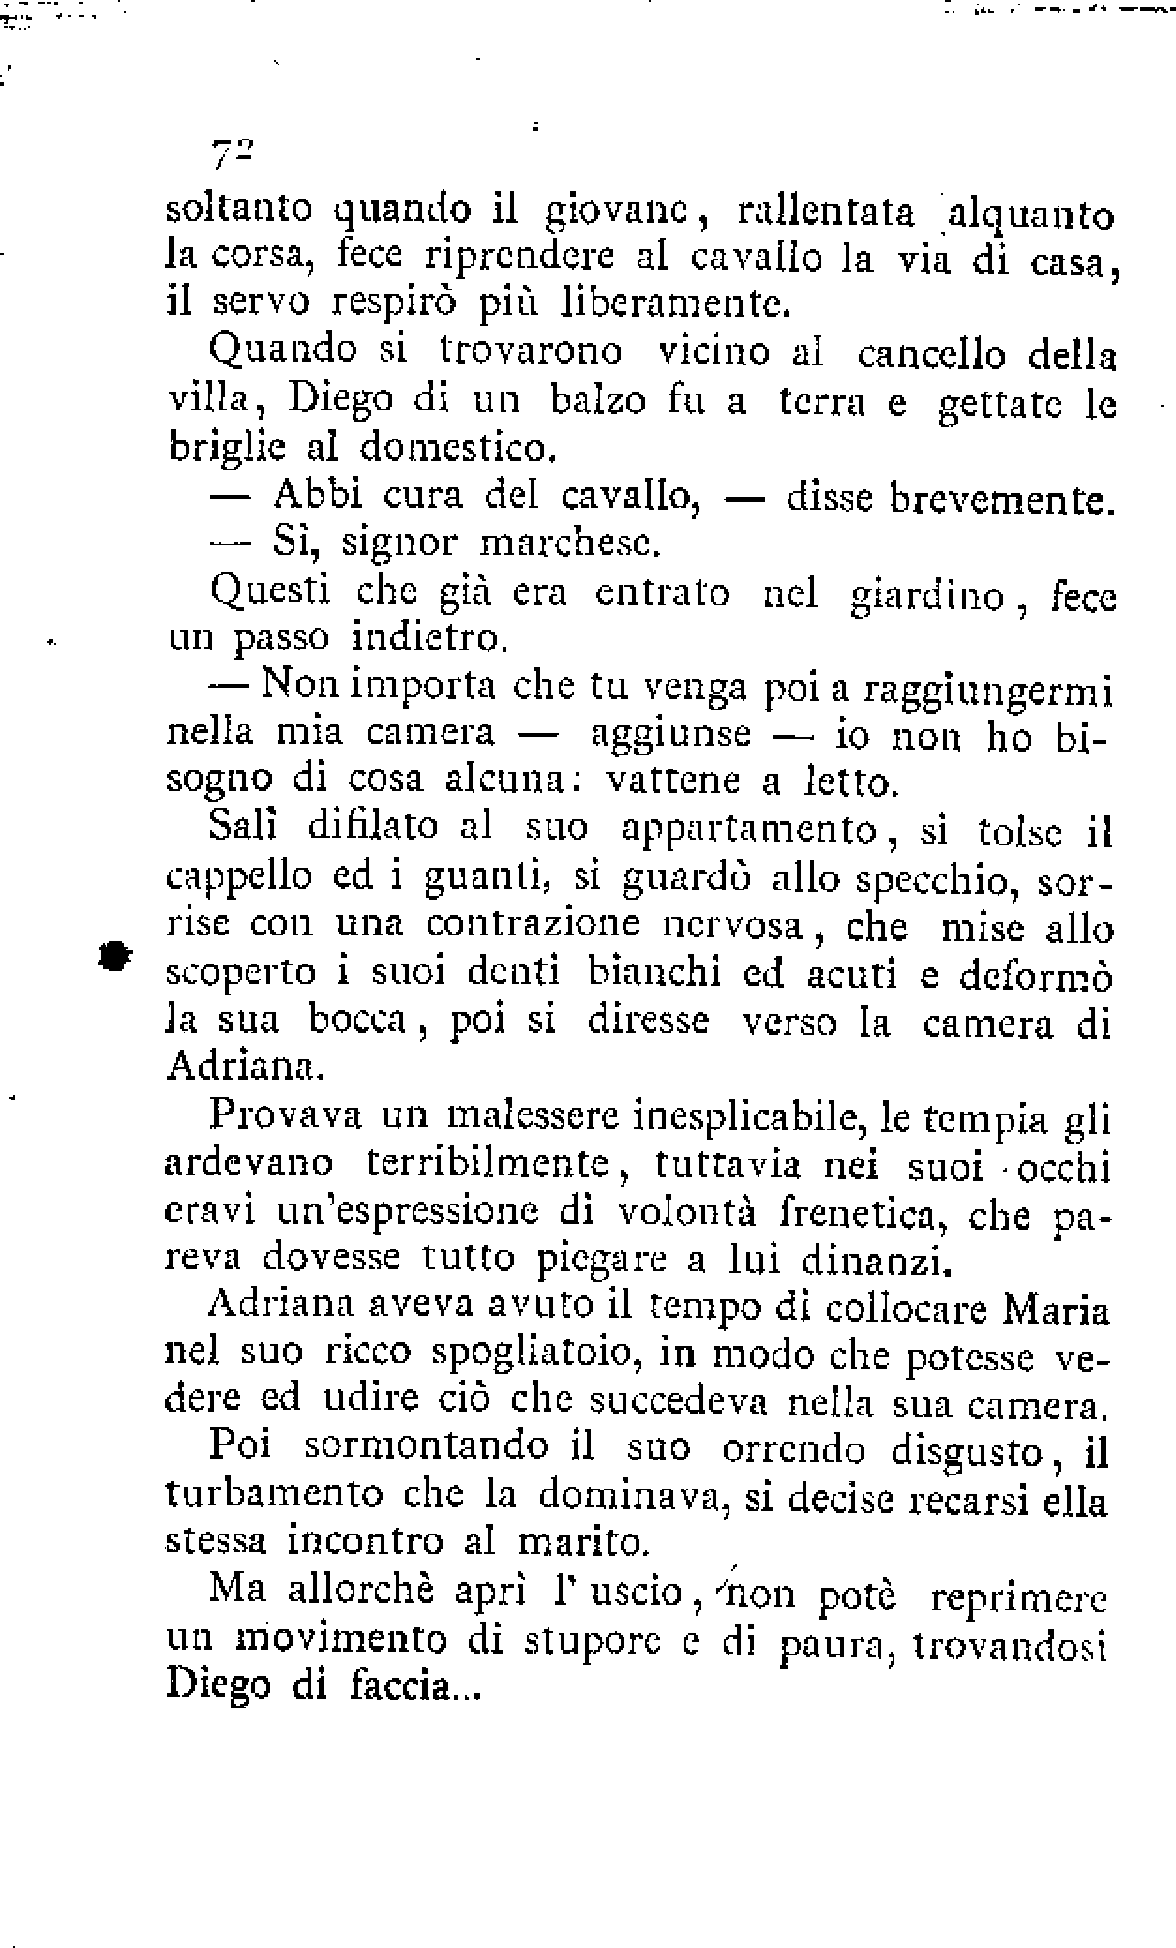 72
soltanto quando il giovane, rallentata alquanto
la corsa, fece riprendere al cavallo la via di casa,
il servo respirò più liberamente.
Quando si trovarono vicino al cancello della
villa, Diego di un balzo fu a terra e gettate le
briglie al domestico.
— Abbi cura del cavallo, — disse brevemente.
— Sì, signor marchese.
Questi che già era entrato nel giardino, fece
un passo indietro.
— Non importa che tu venga poi a raggiungermi
nella mia camera — aggiunse — io non ho bi-
sogno di cosa alcuna: vattene a letto.
Salì difilato al suo appartamento, si tolse il
cappello ed i guanti, si guardò allo specchio, sor-
rise con una contrazione nervosa, che mise allo
scoperto i suoi denti bianchi ed acuti e deformò
la sua bocca, poi si diresse verso la camera di
Adriana.
Provava un malessere inesplicabile, le tempia gli
ardevano terribilmente, tuttavia nei suoi occhi
eravi un'espressione di volontà frenetica, che pa-
reva dovesse tutto piegare a lui dinanzi.
Adriana aveva avuto il tempo di collocare Maria
nel suo ricco spogliatoio, in modo che potesse ve-
dere ed udire ciò che succedeva nella sua camera.
Poi sormontando il suo orrendo disgusto, il
turbamento che la dominava, si decise recarsi ella
stessa incontro al marito.
Ma allorchè aprì l'uscio, non potè reprimere
un movimento di stupore e di paura, trovandosi
Diego di faccia...